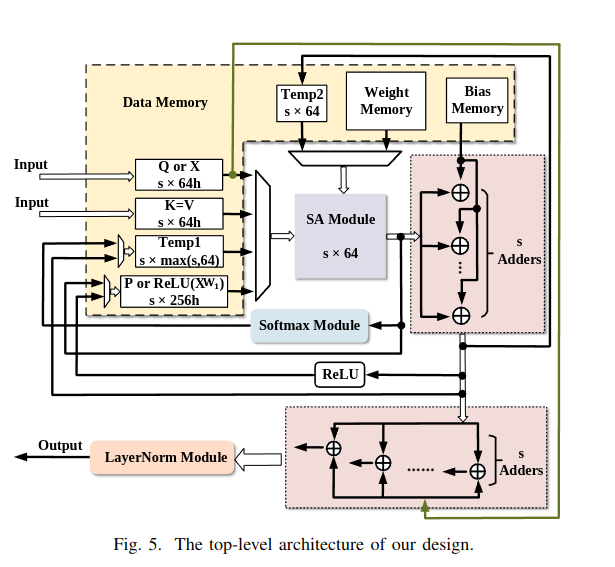 Data Memory
Temp2
s × 64
Weight
Memory
Bias
Memory
Input
Q or X
s × 64h
Input
K=V
s × 64h
Temp1
s × max(s,64)
P or ReLU(XW₁)
s × 256h
SA Module
s × 64
s
Adders
Softmax Module
ReLU
Output
LayerNorm Module
s
Adders
Fig. 5. The top-level architecture of our design.